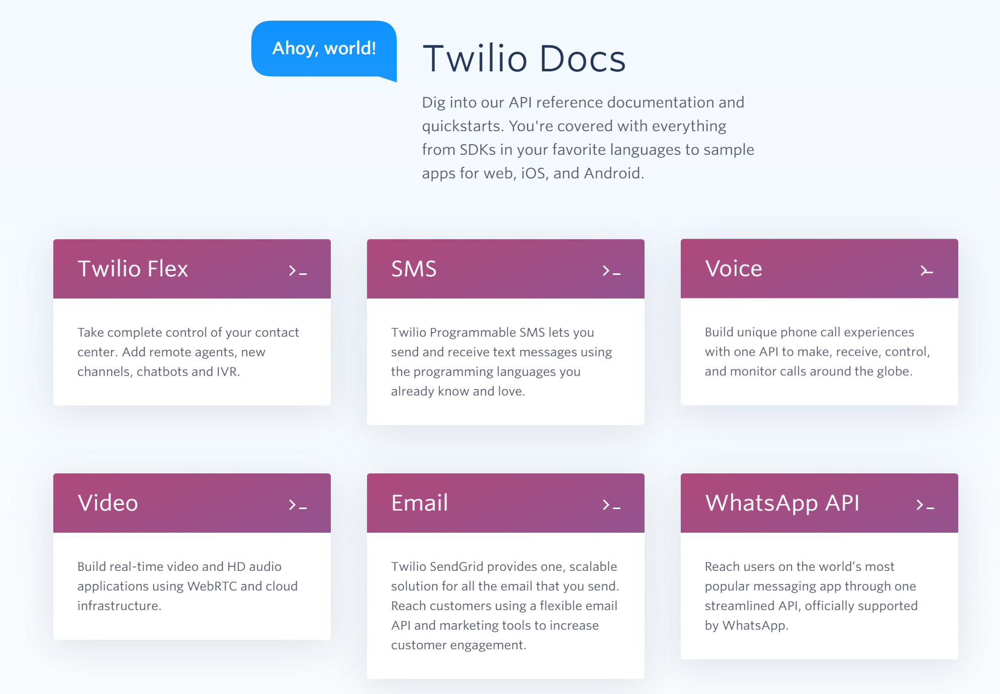 Ahoy, world!
Twilio Docs
Dig into our API reference documentation and
quickstarts. You're covered with everything
from SDKs in your favorite languages to sample
apps for web, iOS, and Android.
Twilio Flex
Take complete control of your contact
center. Add remote agents, new
channels, chatbots and IVR.
SMS
Twilio Programmable SMS lets you
send and receive text messages using
the programming languages you
already know and love.
Voice
Build unique phone call experiences
with one API to make, receive, control,
and monitor calls around the globe.
Video
Build real-time video and HD audio
applications using WebRTC and cloud
infrastructure.
Email
Twilio SendGrid provides one, scalable
solution for all the email that you send.
Reach customers using a flexible email
API and marketing tools to increase
customer engagement.
WhatsApp API
Reach users on the world’s most
popular messaging app through one
streamlined API, officially supported
by WhatsApp.